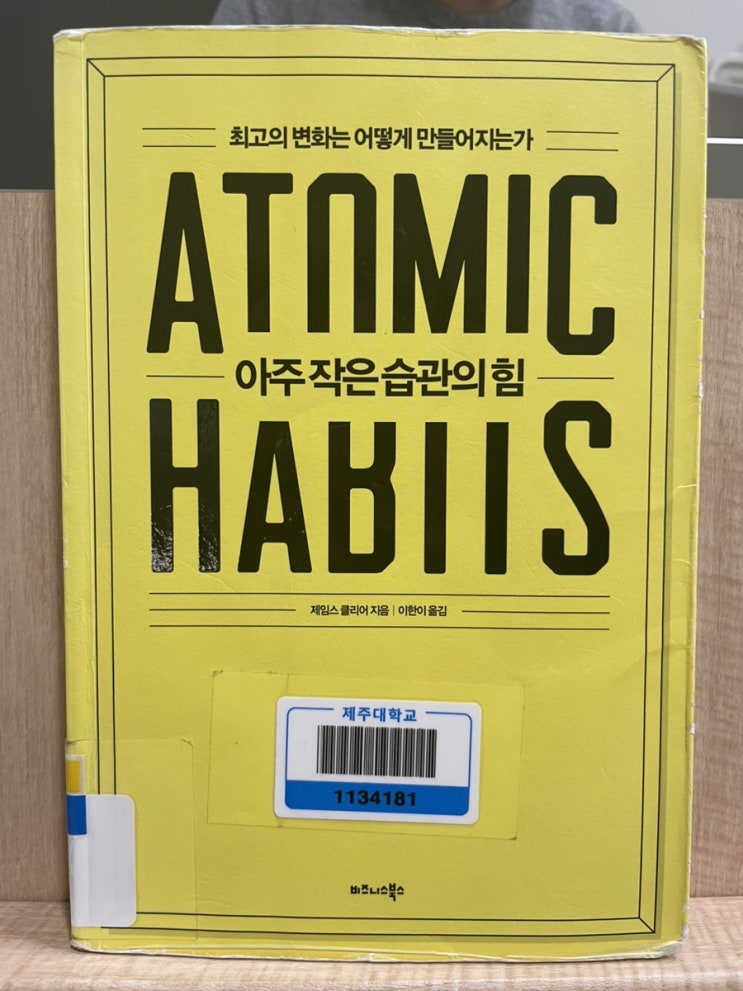 최고의 변화는 어떻게 만들어지는가
ATOMIC
아주 작은 습관의 힘
HABITS
제임스 클리어 지음 | 이한이 옮김
제주대학교
1134181
비즈니스북스